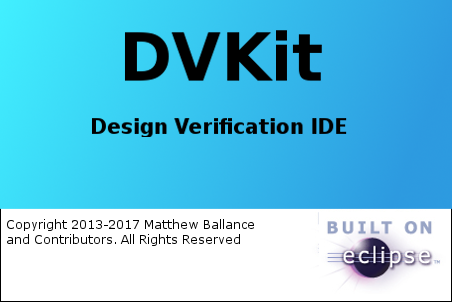 DVKit
Design Verification IDE
Copyright 2013-2017 Matthew Ballance
and Contributors. All Rights Reserved
BUILT ON
eclipse™